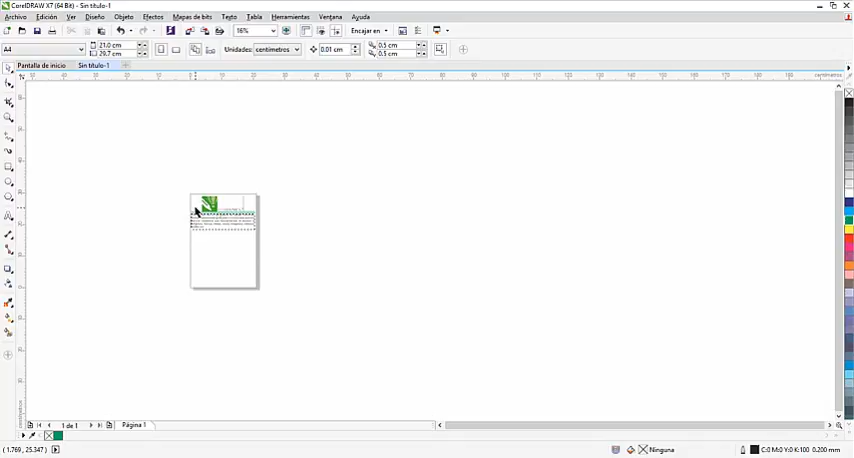 CorelDRAW X7 (64 Bit) - Sin título-1
Archivo Edición Ver Diseño Objeto Efectos Mapas de bits Texto Tabla Herramientas Ventana Ayuda
16% Encajar en
A4 21.0 cm 29.7 cm Unidades: centímetros 0.01 cm 0.5 cm 0.5 cm
Pantalla de inicio Sin título-1
centímetros
1 de 1 Página 1
( 1.769 , 25.347 ) Ninguna C:0 M:0 Y:0 K:100 0.200 mm